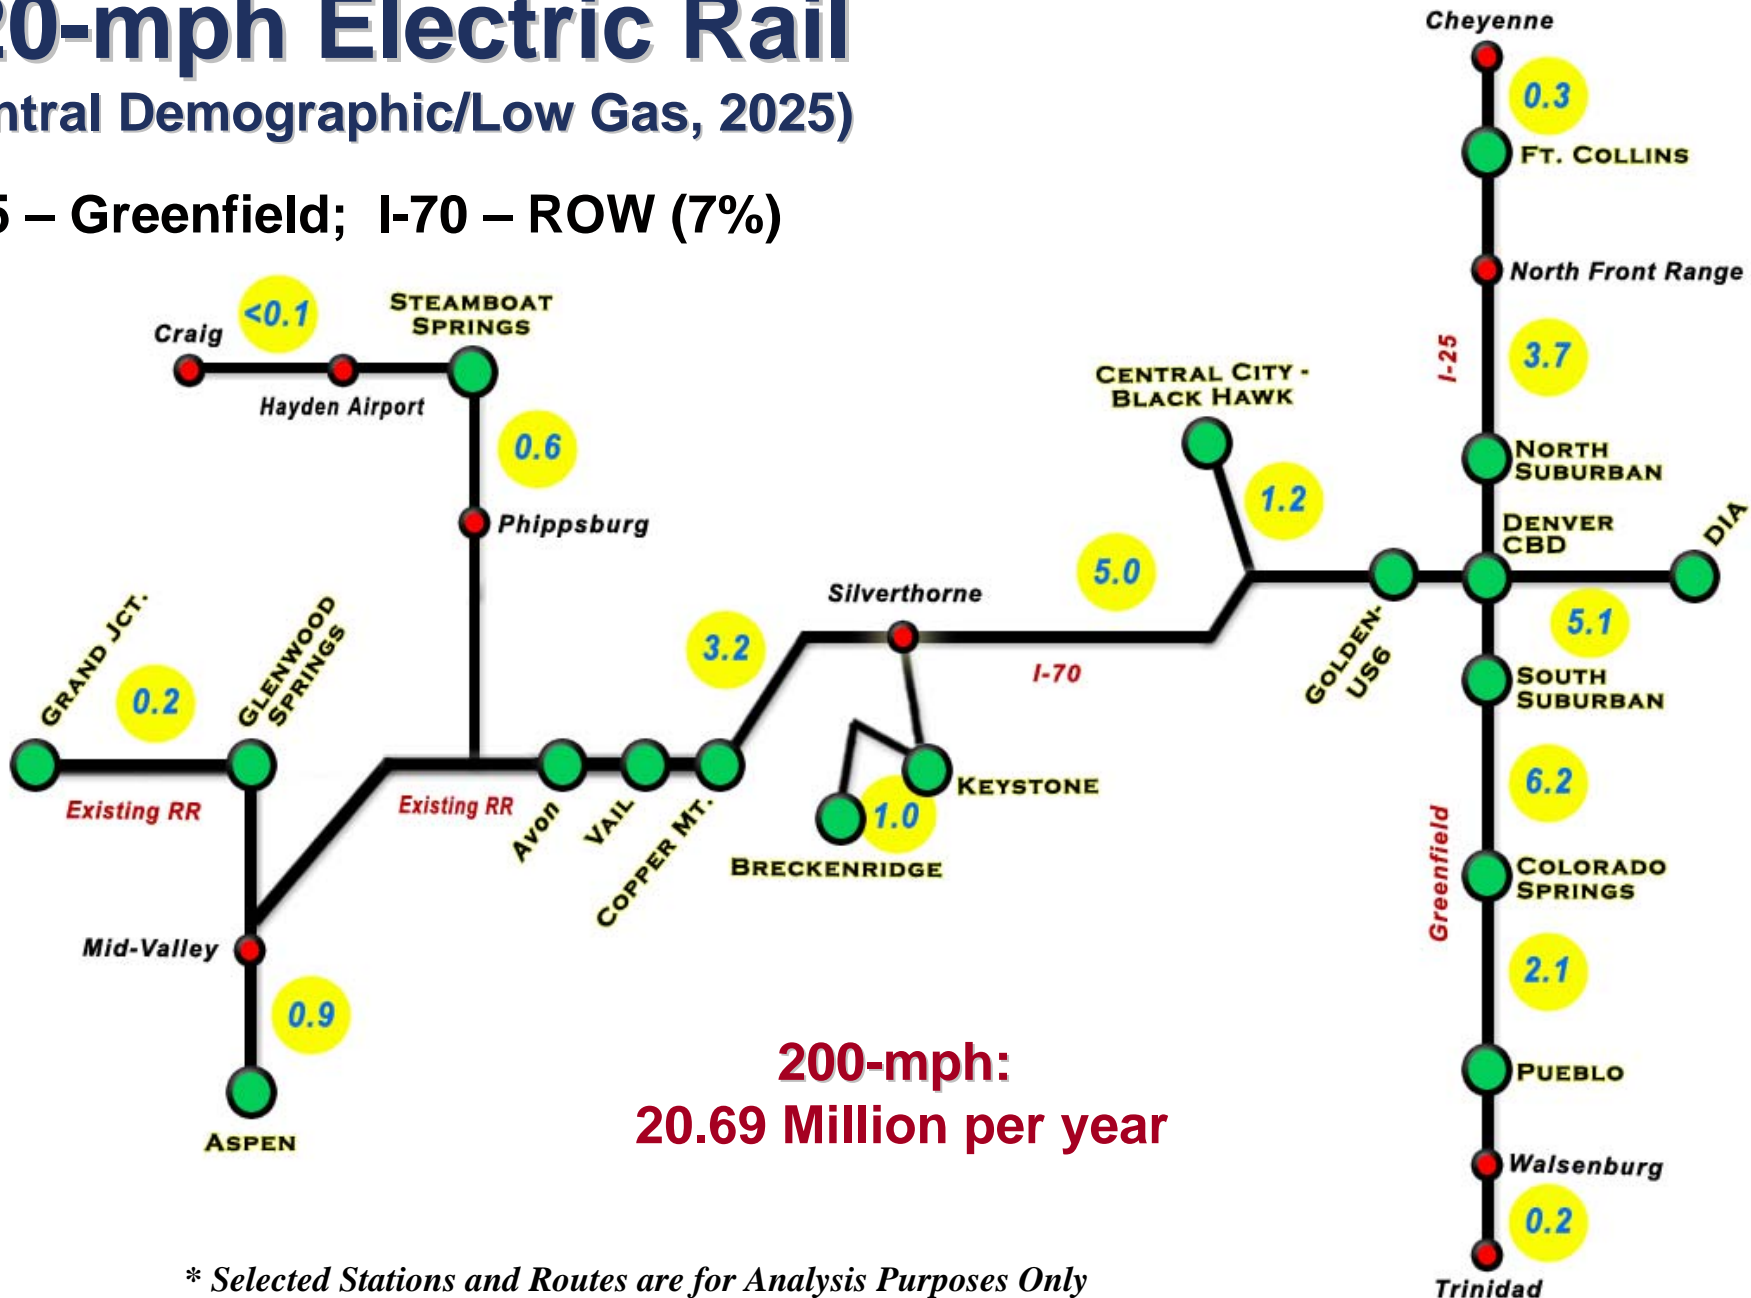 20-mph Electric Rail
ntral Demographic/Low Gas, 2025)
5 – Greenfield; I-70 – ROW (7%)
Cheyenne
0.3
FT. COLLINS
North Front Range
I-25
3.7
NORTH
SUBURBAN
DENVER
CBD
DIA
5.1
SOUTH
SUBURBAN
6.2
Greenfield
COLORADO
SPRINGS
2.1
PUEBLO
Walsenburg
0.2
Trinidad
Craig
<0.1
STEAMBOAT
SPRINGS
Hayden Airport
0.6
Phippsburg
CENTRAL CITY -
BLACK HAWK
1.2
5.0
Silverthorne
I-70
GOLDEN-
US6
3.2
GRAND JCT.
0.2
GLENWOOD
SPRINGS
Existing RR
Existing RR
Avon
VAIL
COPPER MT.
KEYSTONE
1.0
BRECKENRIDGE
Mid-Valley
0.9
ASPEN
200-mph:
20.69 Million per year
* Selected Stations and Routes are for Analysis Purposes Only